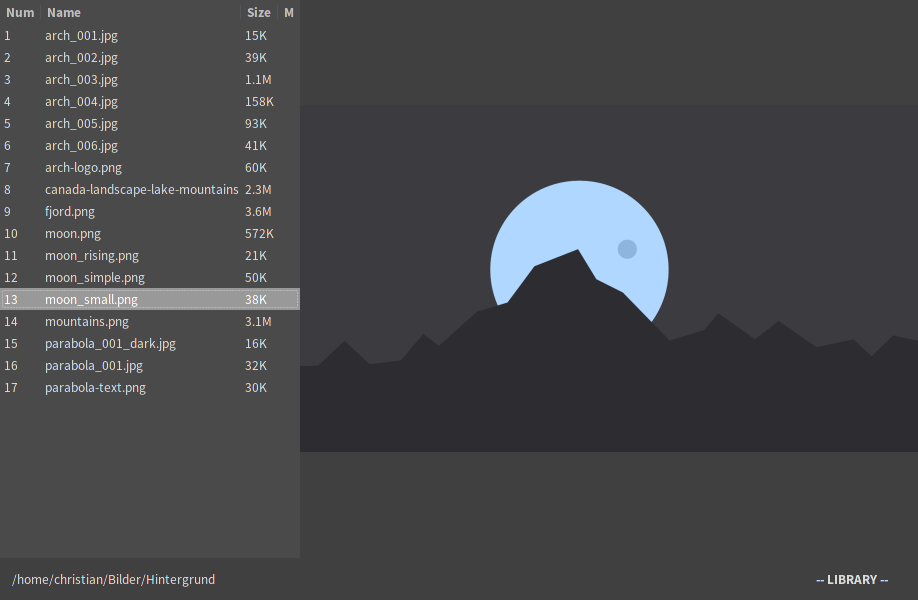 Num Name Size M
1 arch_001.jpg 15K
2 arch_002.jpg 39K
3 arch_003.jpg 1.1M
4 arch_004.jpg 158K
5 arch_005.jpg 93K
6 arch_006.jpg 41K
7 arch-logo.png 60K
8 canada-landscape-lake-mountains 2.3M
9 fjord.png 3.6M
10 moon.png 572K
11 moon_rising.png 21K
12 moon_simple.png 50K
13 moon_small.png 38K
14 mountains.png 3.1M
15 parabola_001_dark.jpg 16K
16 parabola_001.jpg 32K
17 parabola-text.png 30K
/home/christian/Bilder/Hintergrund -- LIBRARY --